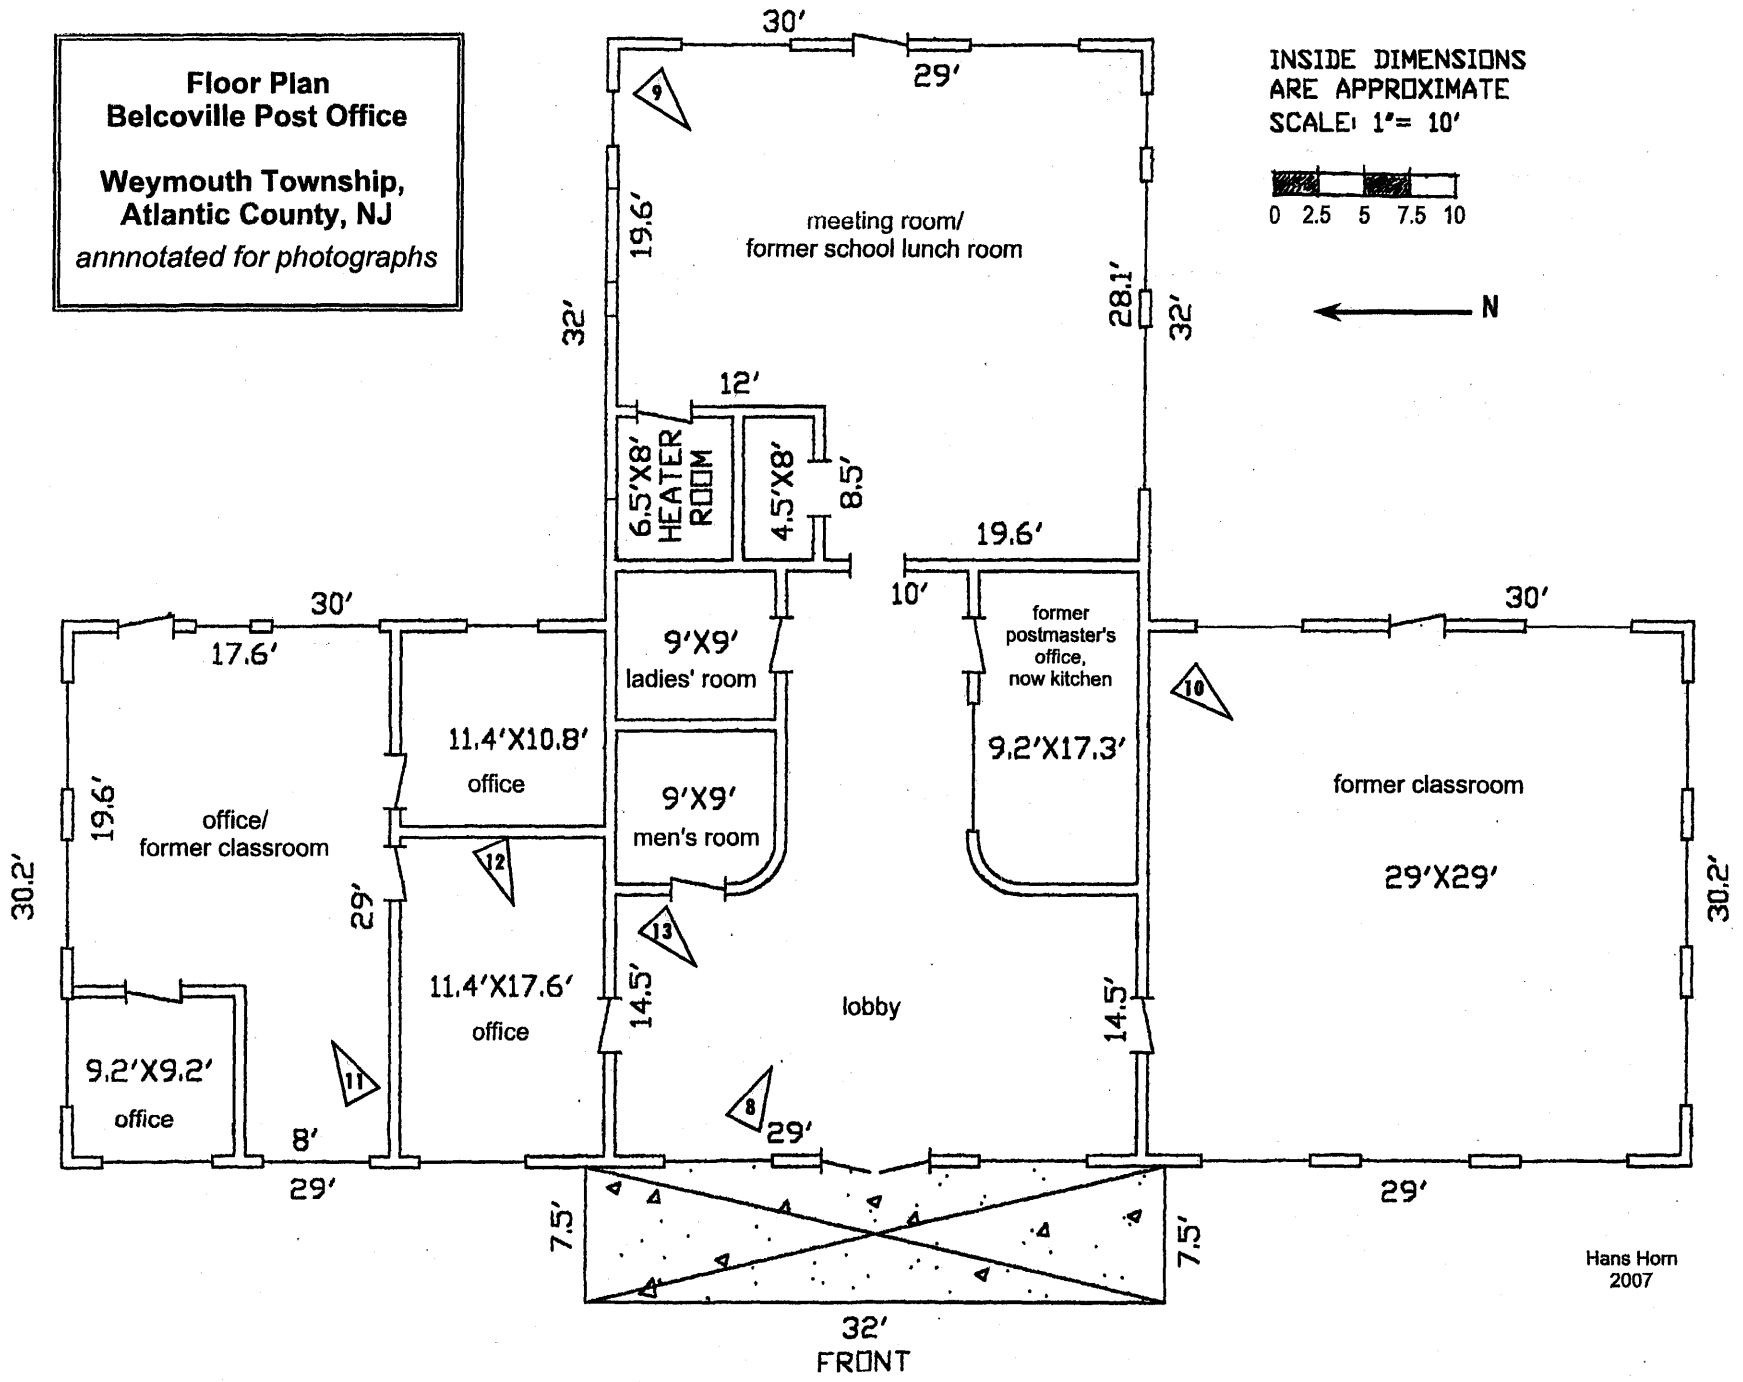 Floor Plan
Belcoville Post Office
Weymouth Township,
Atlantic County, NJ
annnotated for photographs
30'
29'
INSIDE DIMENSIONS
ARE APPROXIMATE
SCALE: 1"= 10'
0 2.5 5 7.5 10
N
9
meeting room/
former school lunch room
19.6'
32'
28.1'
32'
12'
6.5'X8'
HEATER
ROOM
4.5'X8'
8.5'
19.6'
10'
30'
17.6'
9'X9'
ladies' room
former
postmaster's
office,
now kitchen
9.2'X17.3'
30'
10
11.4'X10.8'
office
9'X9'
men's room
former classroom
29'X29'
19.6'
office/
former classroom
30.2'
29'
12
13
30.2'
11.4'X17.6'
office
14.5'
lobby
14.5'
9.2'X9.2'
office
11
8
8'
29'
29'
29'
7.5'
7.5'
32'
FRONT
Hans Horn
2007